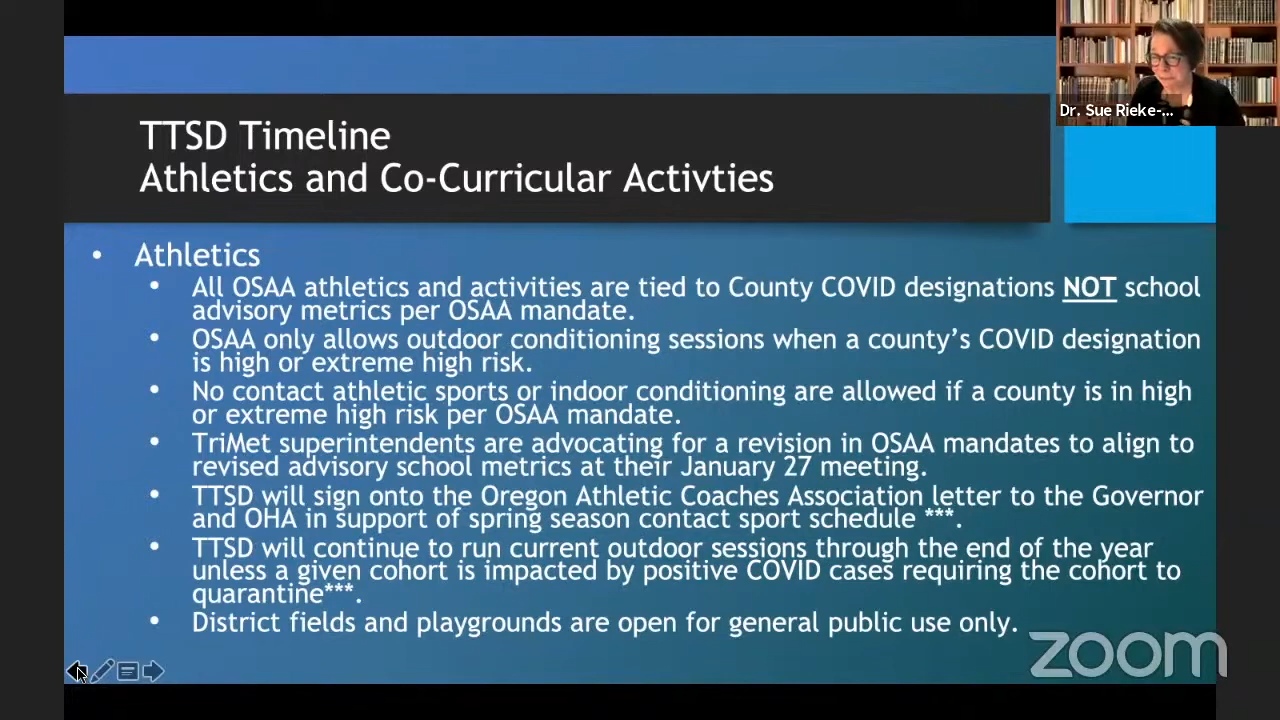 Dr. Sue Rieke-...
TTSD Timeline
Athletics and Co-Curricular Activties
• Athletics
• All OSAA athletics and activities are tied to County COVID designations NOT school
advisory metrics per OSAA mandate.
• OSAA only allows outdoor conditioning sessions when a county’s COVID designation
is high or extreme high risk.
• No contact athletic sports or indoor conditioning are allowed if a county is in high
or extreme high risk per OSAA mandate.
• TriMet superintendents are advocating for a revision in OSAA mandates to align to
revised advisory school metrics at their January 27 meeting.
• TTSD will sign onto the Oregon Athletic Coaches Association letter to the Governor
and OHA in support of spring season contact sport schedule ***.
• TTSD will continue to run current outdoor sessions through the end of the year
unless a given cohort is impacted by positive COVID cases requiring the cohort to
quarantine***.
• District fields and playgrounds are open for general public use only.
zoom